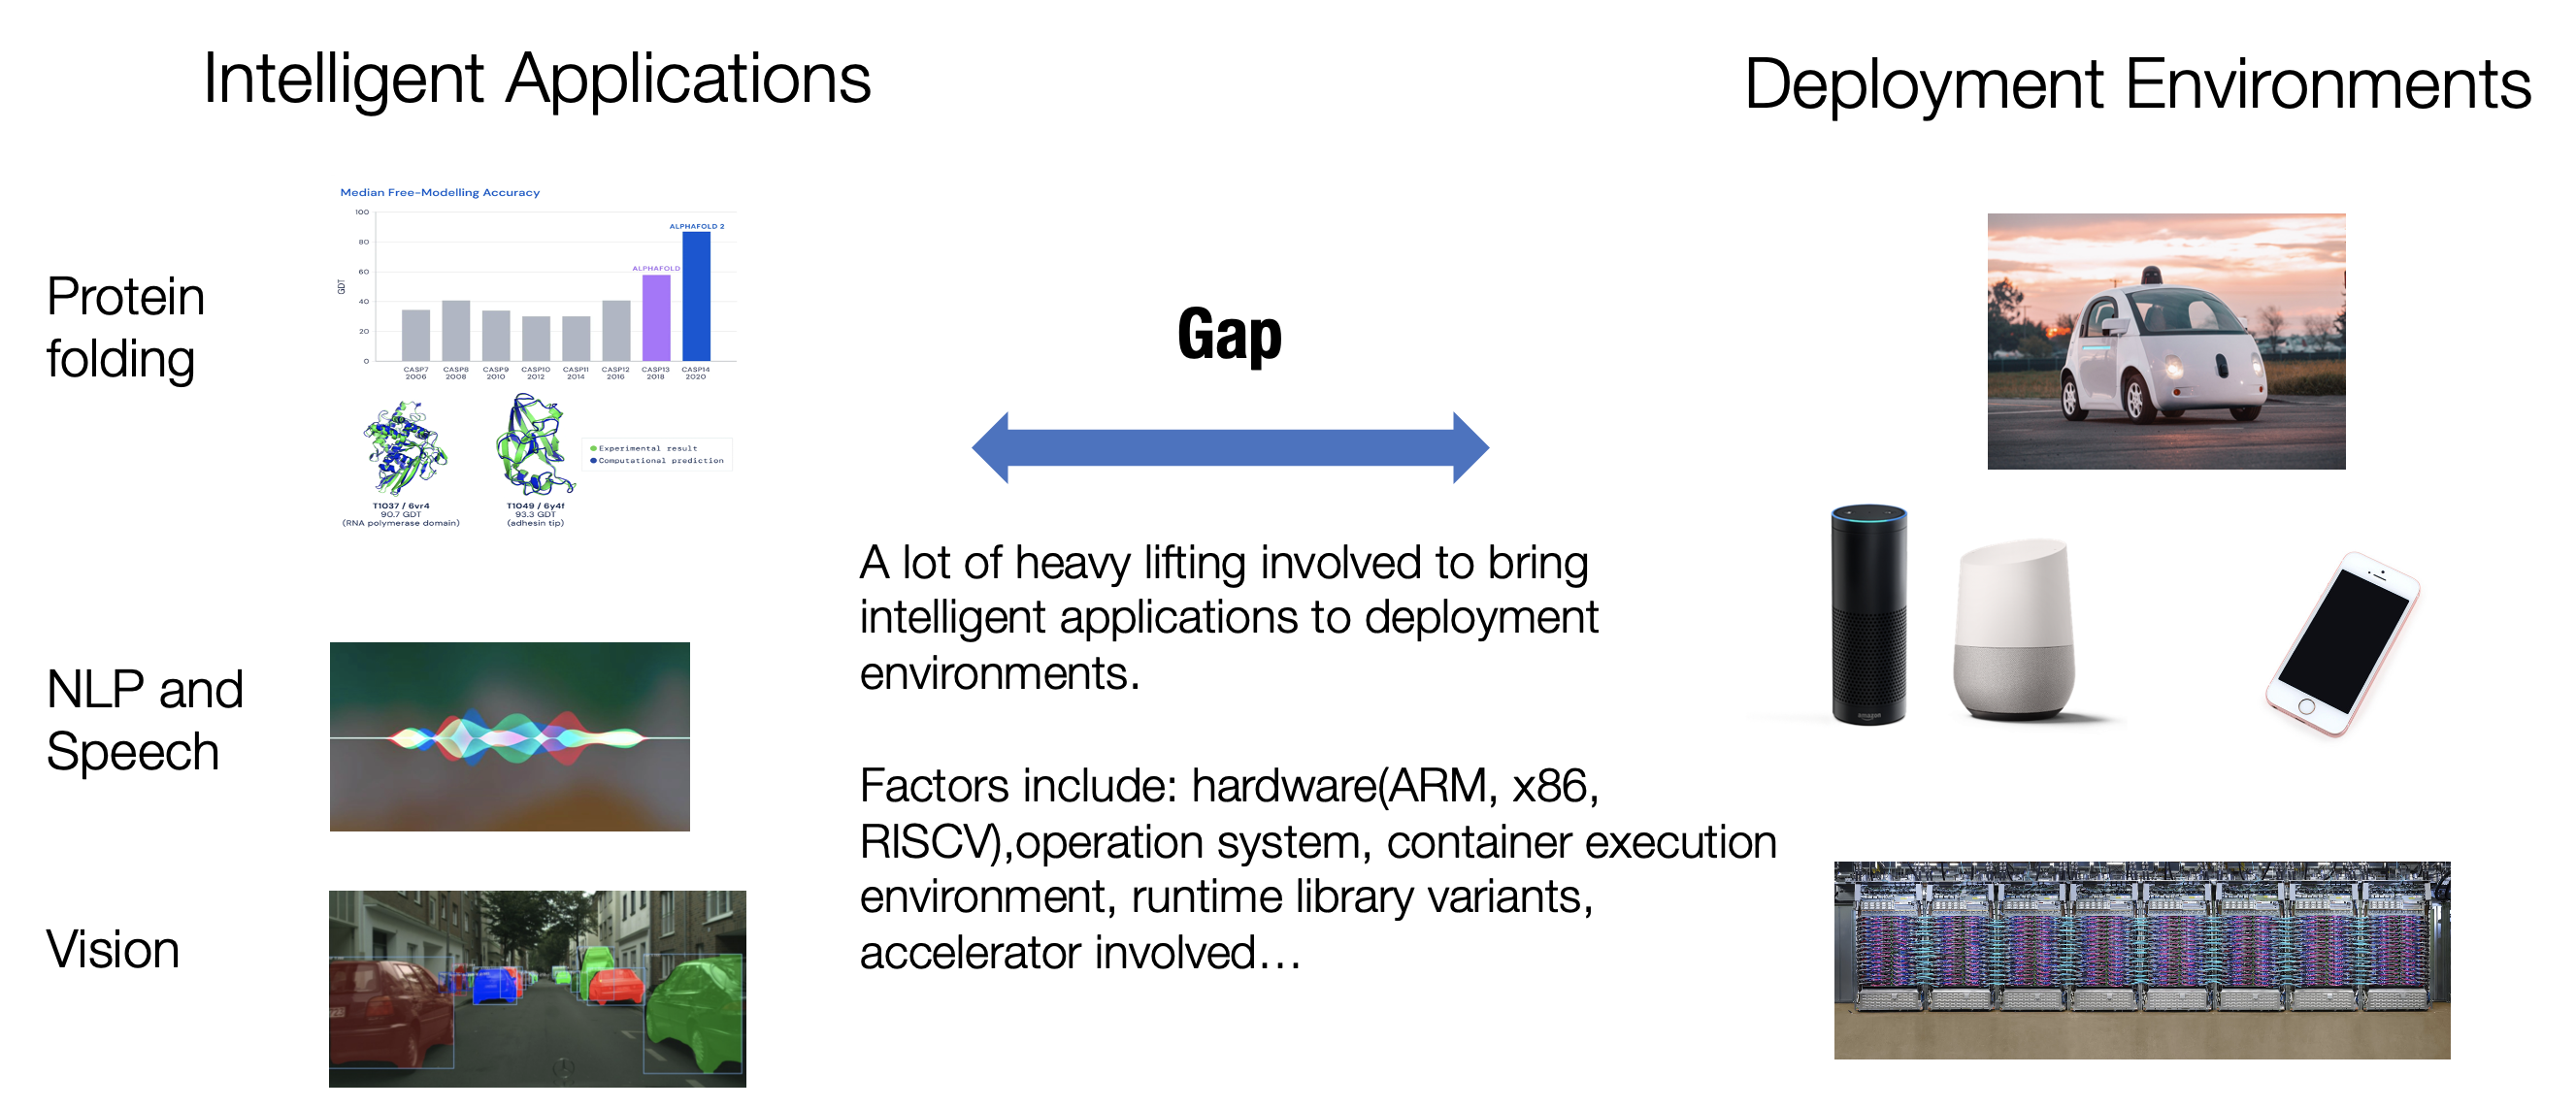 Intelligent Applications
Deployment Environments
Median Free-Modelling Accuracy
100
80
60
40
20
0
GDT
ALPHAFOLD
ALPHAFOLD 2
CASP7
2006
CASP8
2008
CASP9
2010
CASP10
2012
CASP11
2014
CASP12
2016
CASP13
2018
CASP14
2020
Protein
folding
Experimental result
Computational prediction
T1037 / 6vr4
90.7 GDT
(RNA polymerase domain)
T1049 / 6y4f
93.3 GDT
(adhesin tip)
NLP and
Speech
Vision
Gap
A lot of heavy lifting involved to bring
intelligent applications to deployment
environments.
Factors include: hardware(ARM, x86,
RISCV),operation system, container execution
environment, runtime library variants,
accelerator involved…
amazon